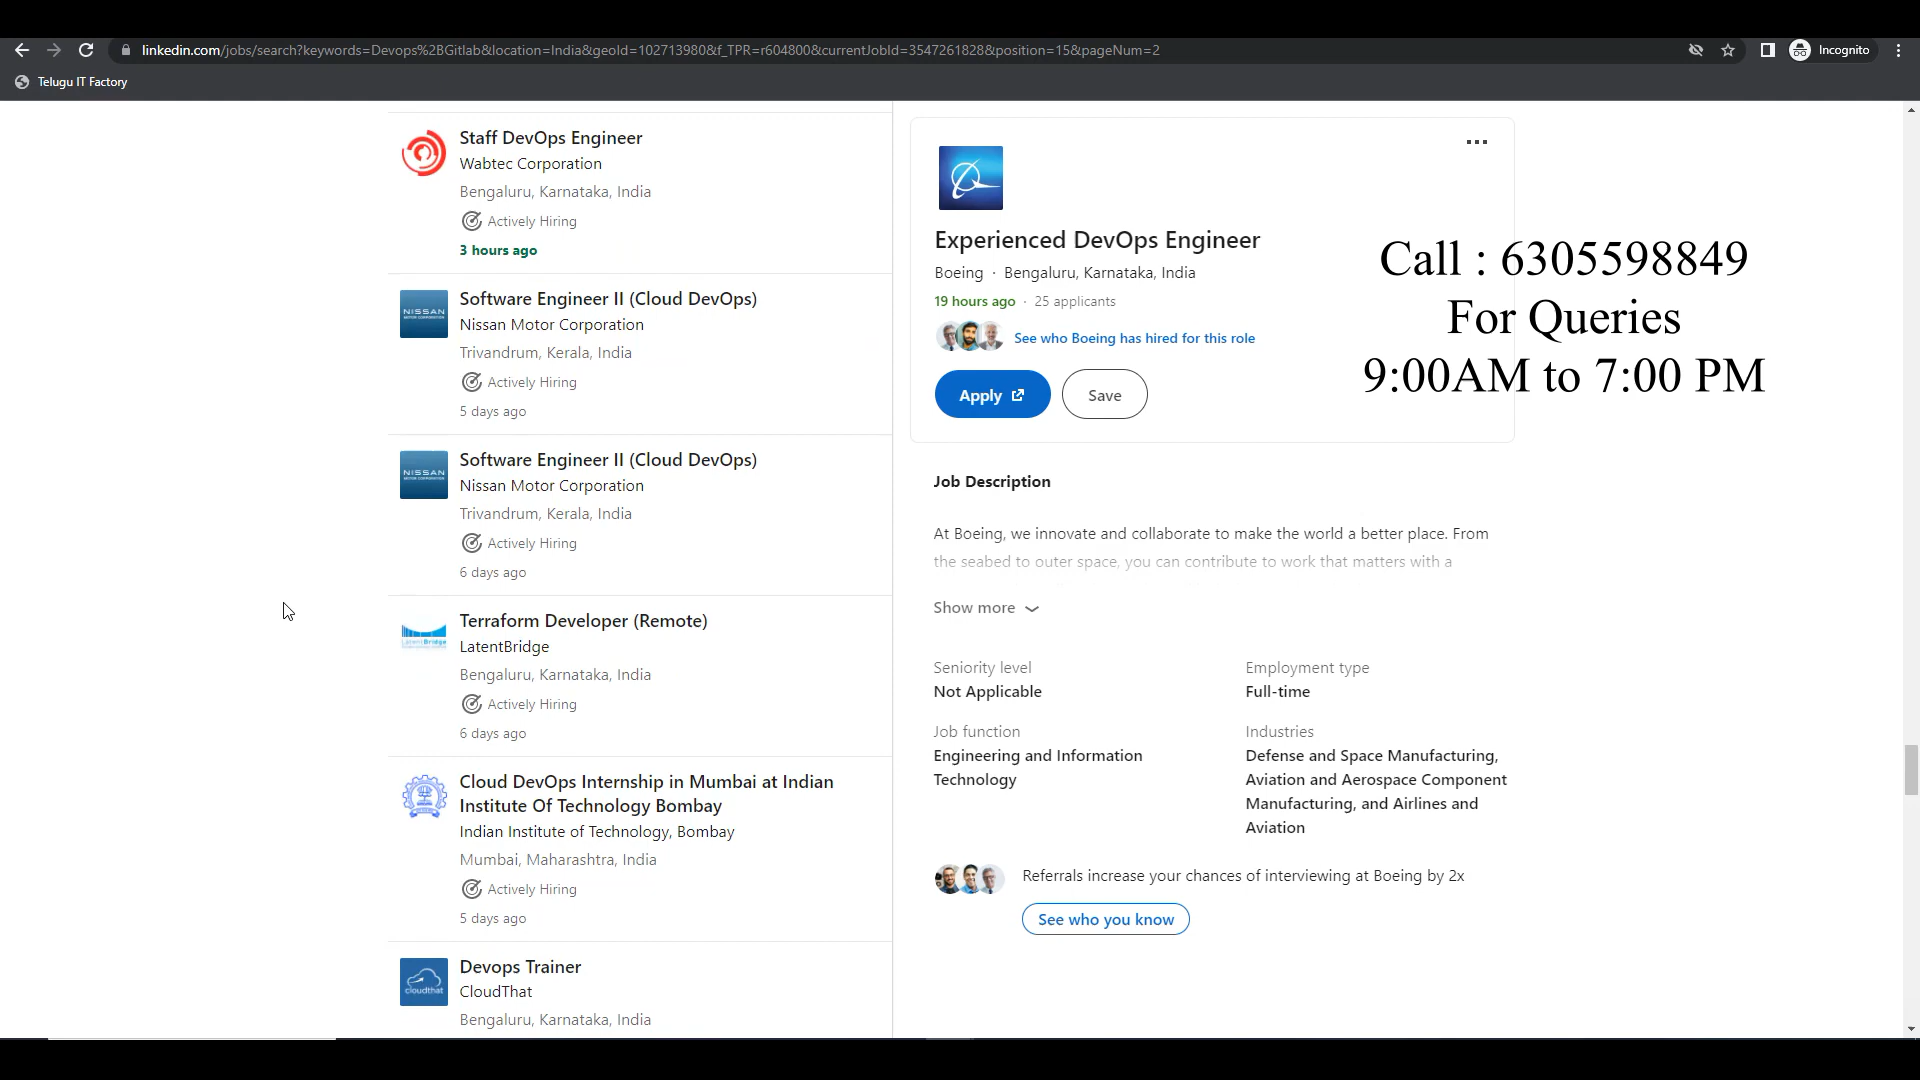 linkedin.com/jobs/search?keywords=Devops%2BGitlab&location=India&geoId=102713980&f_TPR=r604800&currentJobId=3547261828&position=15&pageNum=2
Incognito
Telugu IT Factory
Staff DevOps Engineer
Wabtec Corporation
Bengaluru, Karnataka, India
Actively Hiring
3 hours ago
NISSAN
MOTOR CORPORATION
Software Engineer II (Cloud DevOps)
Nissan Motor Corporation
Trivandrum, Kerala, India
Actively Hiring
5 days ago
NISSAN
MOTOR CORPORATION
Software Engineer II (Cloud DevOps)
Nissan Motor Corporation
Trivandrum, Kerala, India
Actively Hiring
6 days ago
LatentBridge
Terraform Developer (Remote)
LatentBridge
Bengaluru, Karnataka, India
Actively Hiring
6 days ago
Cloud DevOps Internship in Mumbai at Indian
Institute Of Technology Bombay
Indian Institute of Technology, Bombay
Mumbai, Maharashtra, India
Actively Hiring
5 days ago
cloudthat
Devops Trainer
CloudThat
Bengaluru, Karnataka, India
Experienced DevOps Engineer
Boeing · Bengaluru, Karnataka, India
19 hours ago · 25 applicants
See who Boeing has hired for this role
Apply
Save
Call : 6305598849
For Queries
9:00AM to 7:00 PM
Job Description
At Boeing, we innovate and collaborate to make the world a better place. From
the seabed to outer space, you can contribute to work that matters with a
Show more
Seniority level
Not Applicable
Employment type
Full-time
Job function
Engineering and Information
Technology
Industries
Defense and Space Manufacturing,
Aviation and Aerospace Component
Manufacturing, and Airlines and
Aviation
Referrals increase your chances of interviewing at Boeing by 2x
See who you know